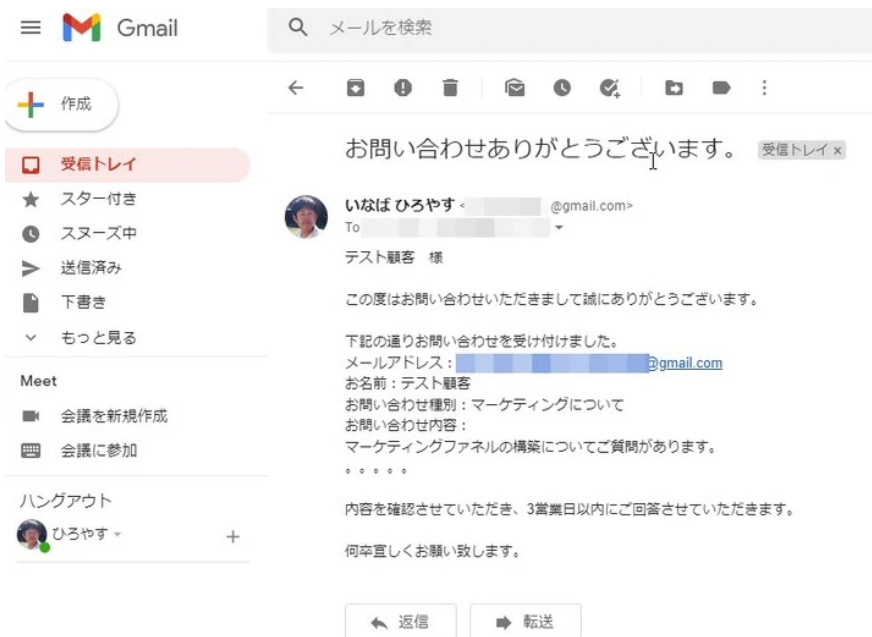 Gmail
メールを検索
作成
受信トレイ
スター付き
スヌーズ中
送信済み
下書き
もっと見る
Meet
会議を新規作成
会議に参加
ハングアウト
ひろやす
お問い合わせありがとうございます。 受信トレイ ×
いなば ひろやす < @gmail.com>
To
テスト顧客 様
この度はお問い合わせいただきまして誠にありがとうございます。
下記の通りお問い合わせを受け付けました。
メールアドレス： @gmail.com
お名前：テスト顧客
お問い合わせ種別：マーケティングについて
お問い合わせ内容：
マーケティングファネルの構築についてご質問があります。
。。。。。
内容を確認させていただき、3営業日以内にご回答させていただきます。
何卒宜しくお願い致します。
返信
転送